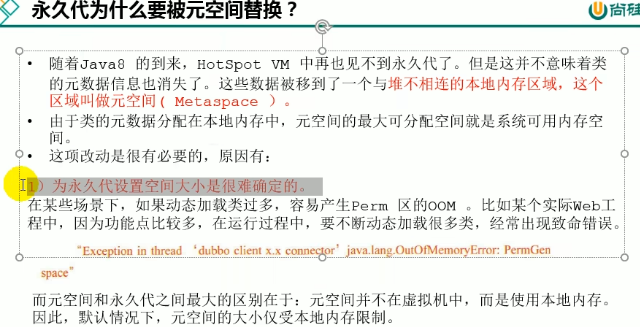 永久代为什么要被元空间替换？
尚硅
• 随着Java8 的到来，HotSpot VM 中再也见不到永久代了。但是这并不意味着类
的元数据信息也消失了。这些数据被移到了一个与堆不相连的本地内存区域，这个
区域叫做元空间( Metaspace ）。
• 由于类的元数据分配在本地内存中，元空间的最大可分配空间就是系统可用内存空
间。
• 这项改动是很有必要的，原因有：
1）为永久代设置空间大小是很难确定的。
在某些场景下，如果动态加载类过多，容易产生Perm 区的OOM 。比如某个实际Web工
程中，因为功能点比较多，在运行过程中，要不断动态加载很多类，经常出现致命错误。
“Exception in thread ‘dubbo client x.x connector’java.lang.OutOfMemoryError: PermGen
space”
而元空间和永久代之间最大的区别在于：元空间并不在虚拟机中，而是使用本地内存。
因此，默认情况下，元空间的大小仅受本地内存限制。